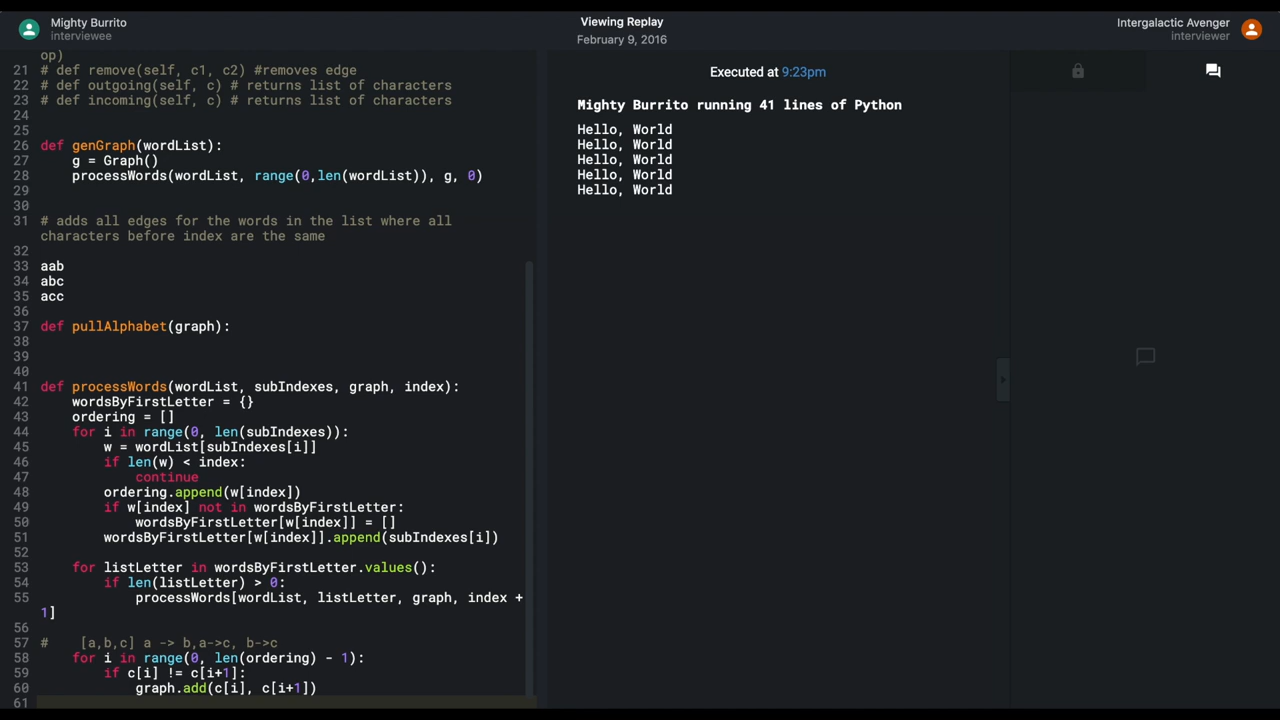 Mighty Burrito
interviewee
Viewing Replay
February 9, 2016
Intergalactic Avenger
interviewer
op)
21 # def remove(self, c1, c2) #removes edge
22 # def outgoing(self, c) # returns list of characters
23 # def incoming(self, c) # returns list of characters
24
25
26 def genGraph(wordList):
27     g = Graph()
28     processWords(wordList, range(0,len(wordList)), g, 0)
29
30
31 # adds all edges for the words in the list where all
characters before index are the same
32
33 aab
34 abc
35 acc
36
37 def pullAlphabet(graph):
38
39
40
41 def processWords(wordList, subIndexes, graph, index):
42     wordsByFirstLetter = {}
43     ordering = []
44     for i in range(0, len(subIndexes)):
45         w = wordList[subIndexes[i]]
46         if len(w) < index:
47             continue
48         ordering.append(w[index])
49         if w[index] not in wordsByFirstLetter:
50             wordsByFirstLetter[w[index]] = []
51         wordsByFirstLetter[w[index]].append(subIndexes[i])
52
53     for listLetter in wordsByFirstLetter.values():
54         if len(listLetter) > 0:
55             processWords[wordList, listLetter, graph, index +
1]
56
57 #    [a,b,c] a -> b,a->c, b->c
58     for i in range(0, len(ordering) - 1):
59         if c[i] != c[i+1]:
60             graph.add(c[i], c[i+1])
61
Executed at 9:23pm
Mighty Burrito running 41 lines of Python
Hello, World
Hello, World
Hello, World
Hello, World
Hello, World